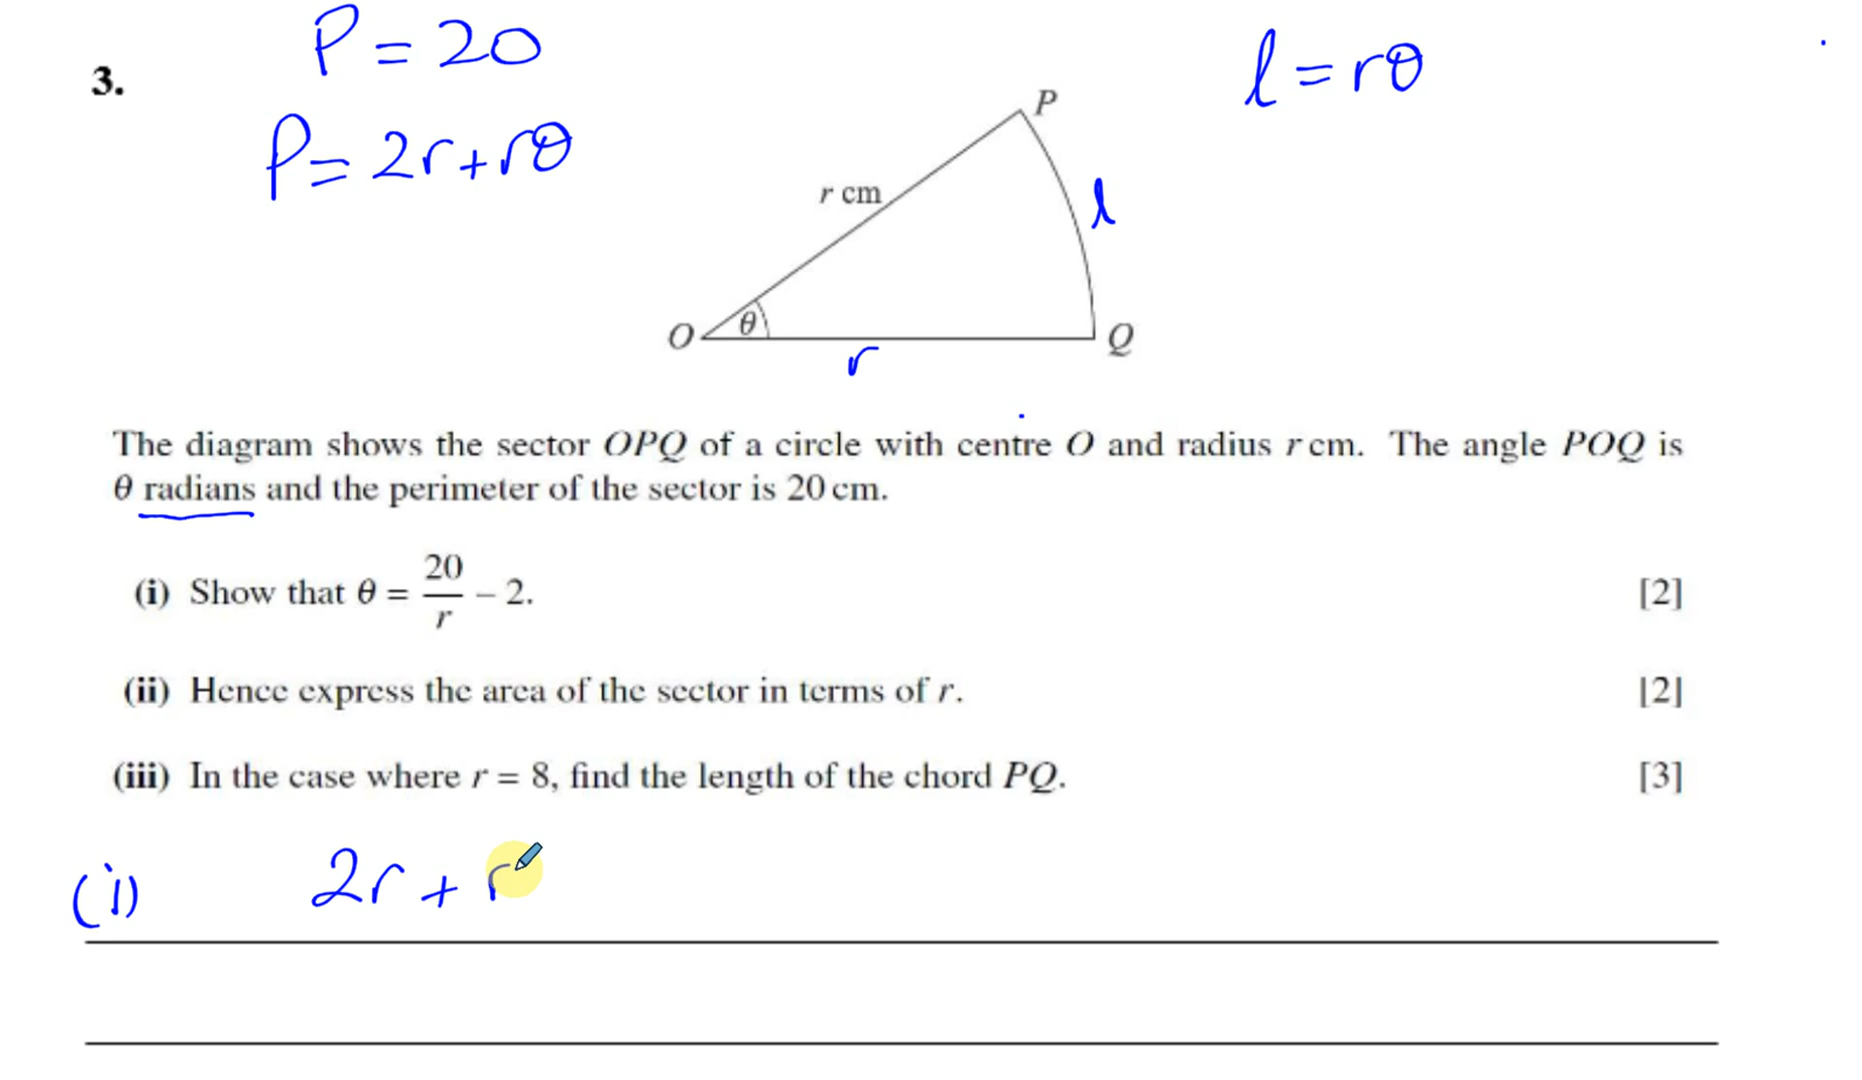 P = 20
l = rθ
3.
P = 2r + rθ
P
r cm
l
O
θ
Q
r
The diagram shows the sector OPQ of a circle with centre O and radius r cm. The angle POQ is
θ radians and the perimeter of the sector is 20 cm.
(i) Show that θ = 20/r − 2. [2]
(ii) Hence express the area of the sector in terms of r. [2]
(iii) In the case where r = 8, find the length of the chord PQ. [3]
(i) 2r + r